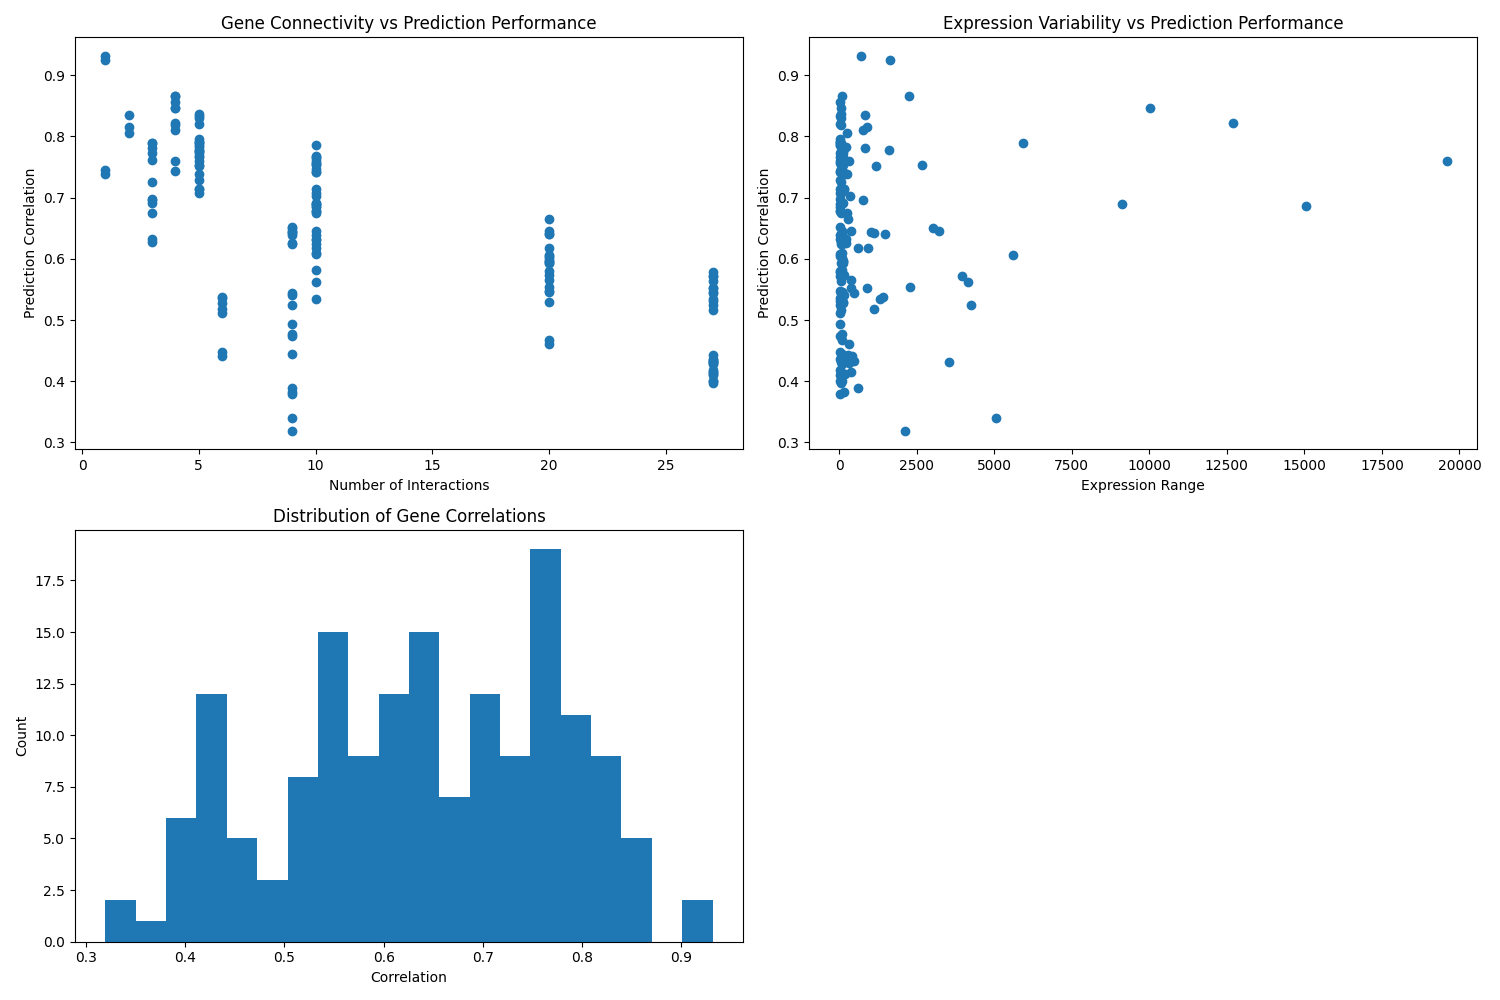 Gene Connectivity vs Prediction Performance
Prediction Correlation
0.9
0.8
0.7
0.6
0.5
0.4
0.3
0 5 10 15 20 25
Number of Interactions
Expression Variability vs Prediction Performance
Prediction Correlation
0.9
0.8
0.7
0.6
0.5
0.4
0.3
0 2500 5000 7500 10000 12500 15000 17500 20000
Expression Range
Distribution of Gene Correlations
Count
17.5
15.0
12.5
10.0
7.5
5.0
2.5
0.0
0.3 0.4 0.5 0.6 0.7 0.8 0.9
Correlation